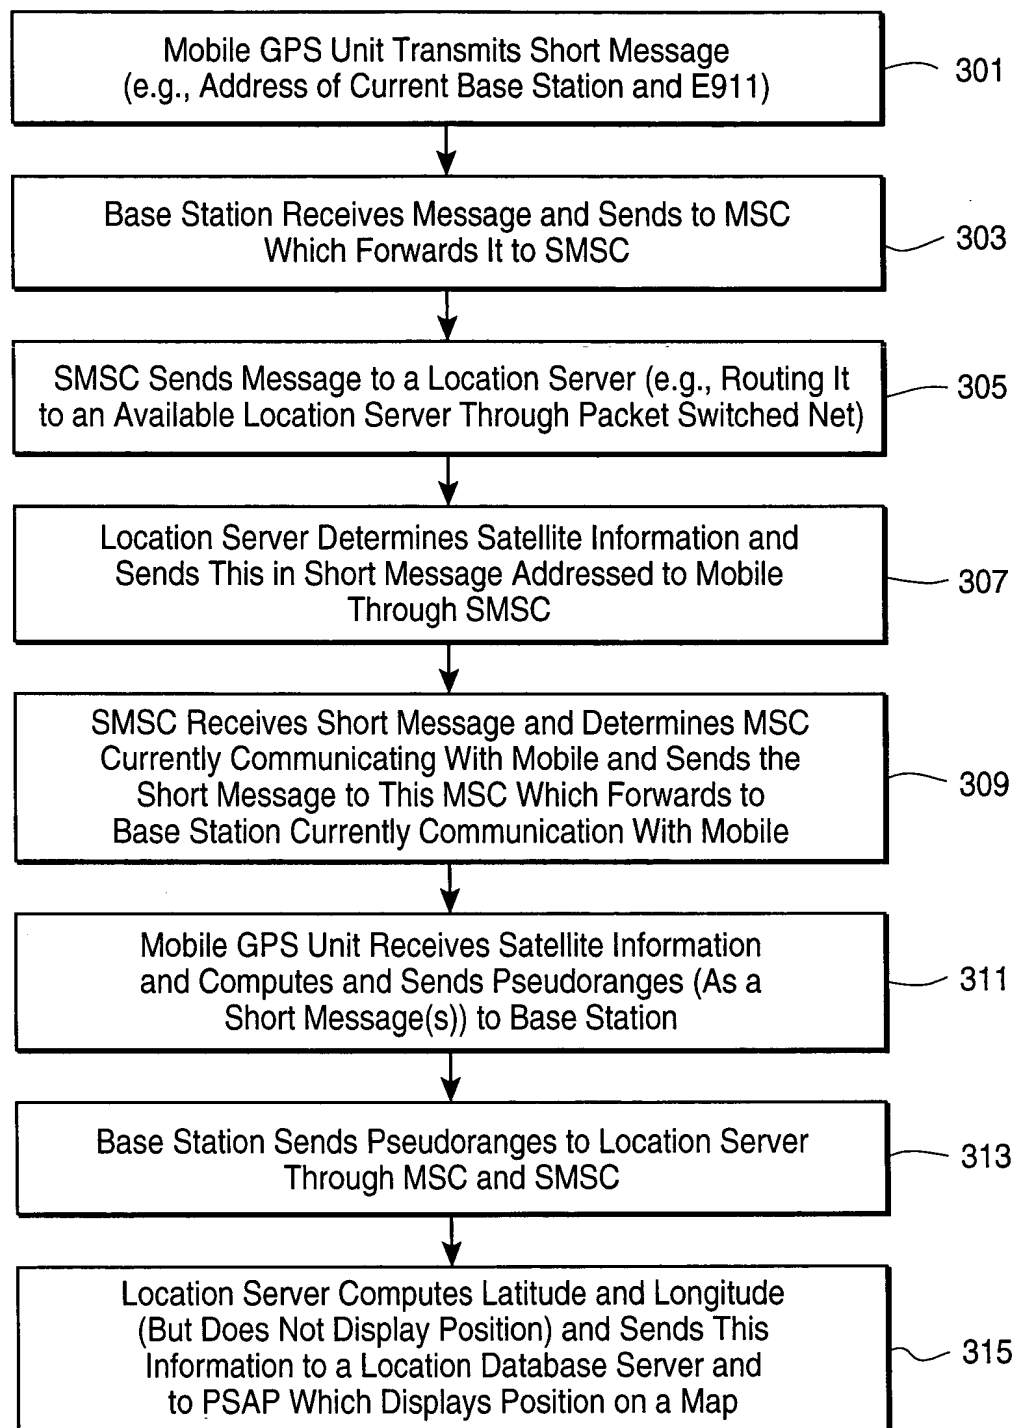 Mobile GPS Unit Transmits Short Message
(e.g., Address of Current Base Station and E911)
301
Base Station Receives Message and Sends to MSC
Which Forwards It to SMSC
303
SMSC Sends Message to a Location Server (e.g., Routing It
to an Available Location Server Through Packet Switched Net)
305
Location Server Determines Satellite Information and
Sends This in Short Message Addressed to Mobile
Through SMSC
307
SMSC Receives Short Message and Determines MSC
Currently Communicating With Mobile and Sends the
Short Message to This MSC Which Forwards to
Base Station Currently Communication With Mobile
309
Mobile GPS Unit Receives Satellite Information
and Computes and Sends Pseudoranges (As a
Short Message(s)) to Base Station
311
Base Station Sends Pseudoranges to Location Server
Through MSC and SMSC
313
Location Server Computes Latitude and Longitude
(But Does Not Display Position) and Sends This
Information to a Location Database Server and
to PSAP Which Displays Position on a Map
315